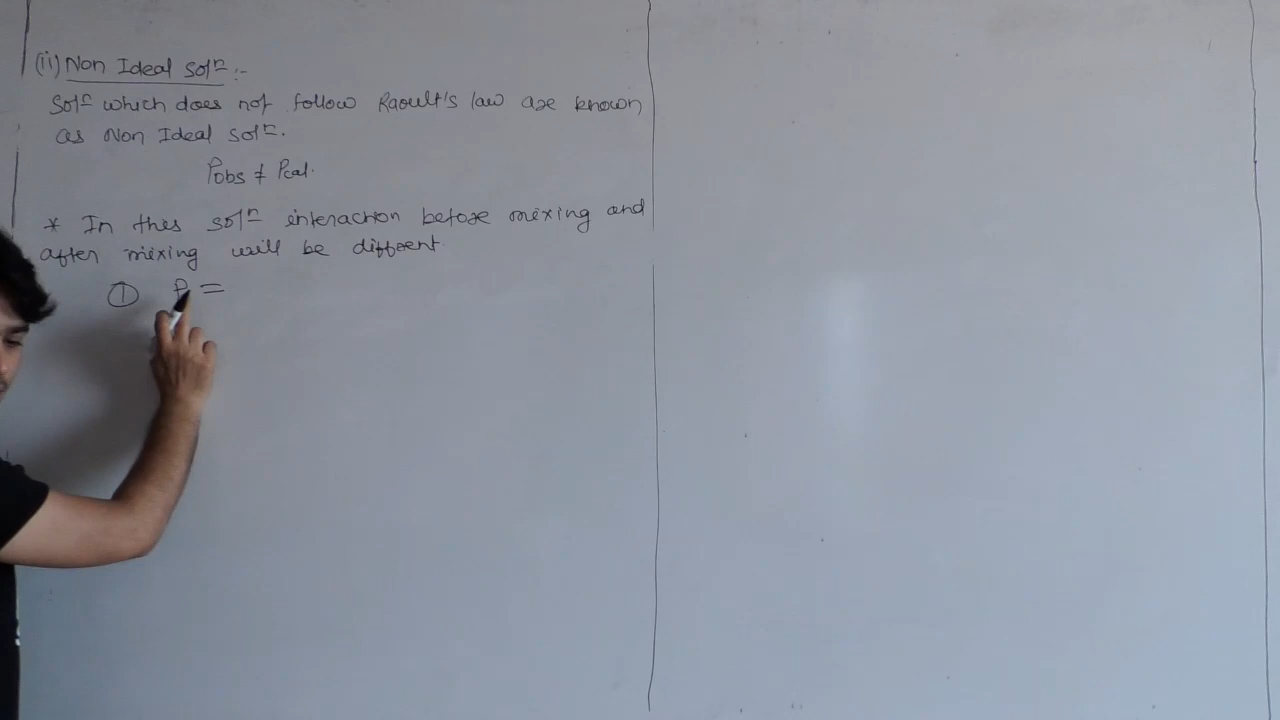 (ii) Non Ideal Solⁿ :-
Solⁿ which does not follow Raoult's law are known
as Non Ideal Solⁿ.
Pobs ≠ Pcal.
* In this solⁿ interaction before mixing and
after mixing will be different
① P =